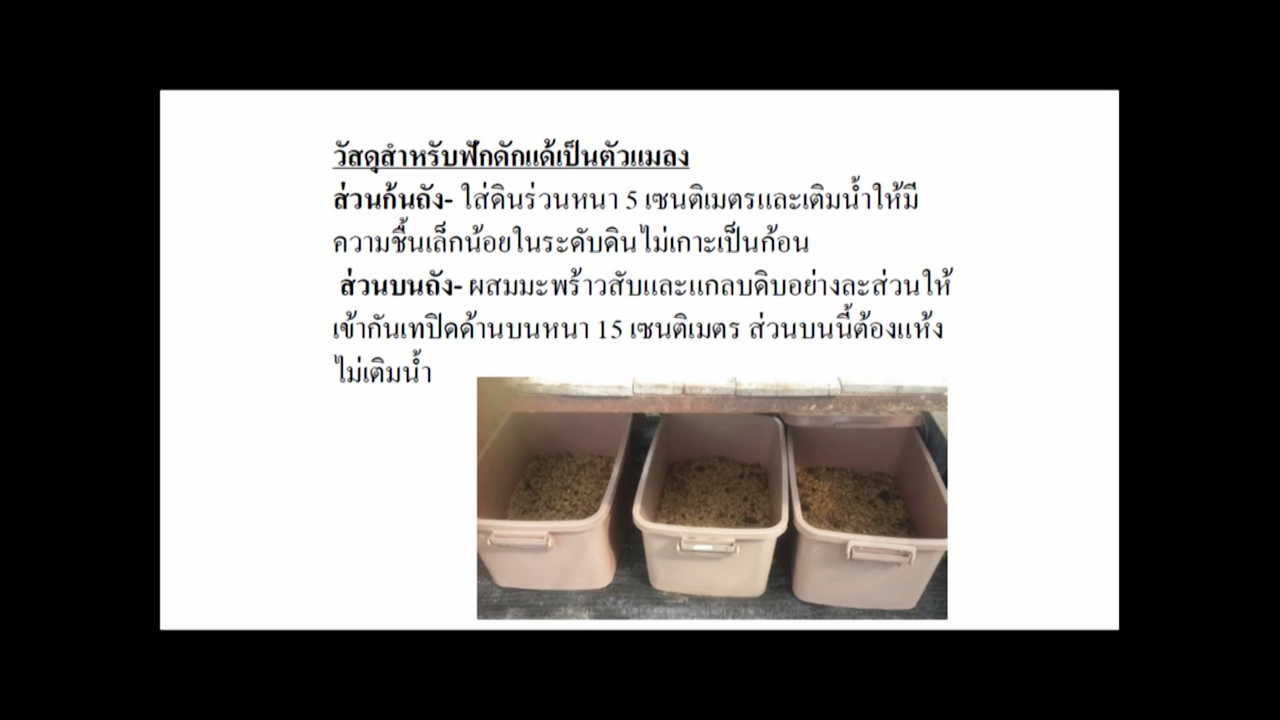 วัสดุสำหรับฟักดักแด้เป็นตัวแมลง
ส่วนก้นถัง- ใส่ดินร่วนหนา 5 เซนติเมตรและเติมน้ำให้มี
ความชื้นเล็กน้อยในระดับดินไม่เกาะเป็นก้อน
ส่วนบนถัง- ผสมมะพร้าวสับและแกลบดิบอย่างละส่วนให้
เข้ากันเทปิดด้านบนหนา 15 เซนติเมตร ส่วนบนนี้ต้องแห้ง
ไม่เติมน้ำ